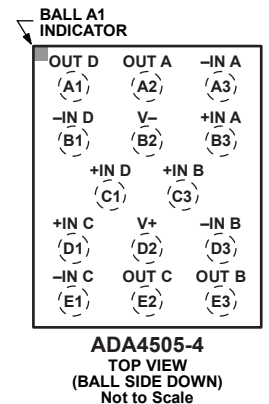 BALL A1
INDICATOR
OUT D OUT A –IN A
A1 A2 A3
–IN D V– +IN A
B1 B2 B3
+IN D +IN B
C1 C3
+IN C V+ –IN B
D1 D2 D3
–IN C OUT C OUT B
E1 E2 E3
ADA4505-4
TOP VIEW
(BALL SIDE DOWN)
Not to Scale